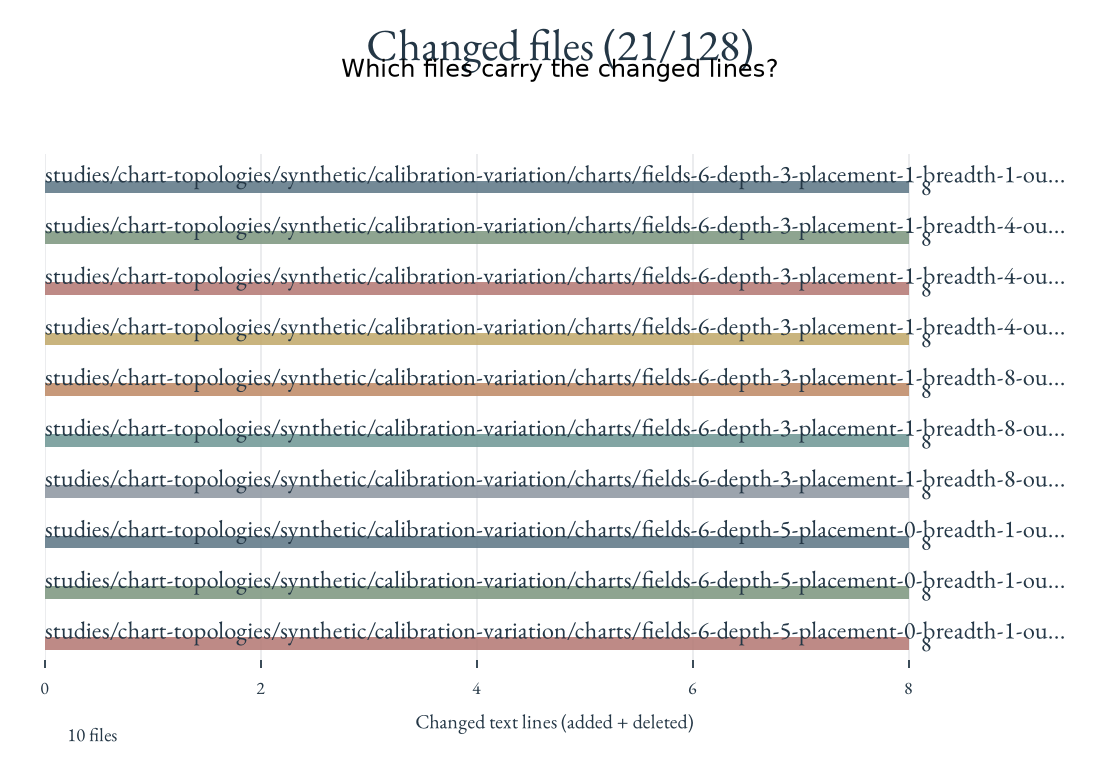 Changed files (21/128)
Which files carry the changed lines?
studies/chart-topologies/synthetic/calibration-variation/charts/fields-6-depth-3-placement-1-breadth-1-ou...
8
studies/chart-topologies/synthetic/calibration-variation/charts/fields-6-depth-3-placement-1-breadth-4-ou...
8
studies/chart-topologies/synthetic/calibration-variation/charts/fields-6-depth-3-placement-1-breadth-4-ou...
8
studies/chart-topologies/synthetic/calibration-variation/charts/fields-6-depth-3-placement-1-breadth-4-ou...
8
studies/chart-topologies/synthetic/calibration-variation/charts/fields-6-depth-3-placement-1-breadth-8-ou...
8
studies/chart-topologies/synthetic/calibration-variation/charts/fields-6-depth-3-placement-1-breadth-8-ou...
8
studies/chart-topologies/synthetic/calibration-variation/charts/fields-6-depth-3-placement-1-breadth-8-ou...
8
studies/chart-topologies/synthetic/calibration-variation/charts/fields-6-depth-5-placement-0-breadth-1-ou...
8
studies/chart-topologies/synthetic/calibration-variation/charts/fields-6-depth-5-placement-0-breadth-1-ou...
8
studies/chart-topologies/synthetic/calibration-variation/charts/fields-6-depth-5-placement-0-breadth-1-ou...
8
0 2 4 6 8
Changed text lines (added + deleted)
10 files